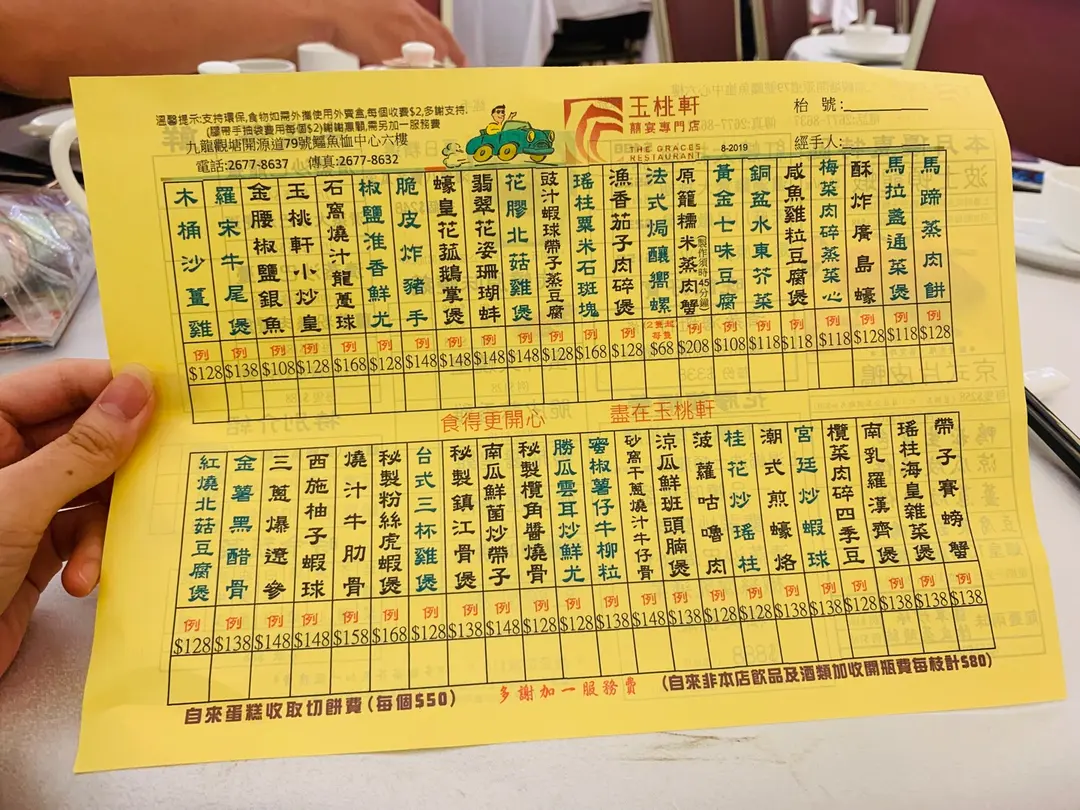 溫馨提示:支持環保,食物如需外攜使用外賣盒,每個收費$2,多謝支持.
(膠帶手抽袋費用每個$2)謝謝惠顧,需另加一服務費
九龍觀塘開源道79號鱷魚恤中心六樓
電話:2677-8637 傳真:2677-8632
玉桃軒
囍宴專門店
THE GRACES
RESTAURANT
8-2019
枱 號:
經手人:
馬蹄蒸肉餅 例 $128
馬拉盞通菜煲 例 $118
酥炸廣島蠔 例 $128
梅菜肉碎蒸菜心 例 $118
咸魚雞粒豆腐煲 例 $118
銅盆水東芥菜 例 $118
黃金七味豆腐 例 $108
原籠糯米蒸肉蟹 (製作須時45分鐘) 例 $208
法式焗釀嚮螺 2隻起 每隻 $68
漁香茄子肉碎煲 例 $128
瑤柱粟米石斑塊 例 $168
豉汁蝦球帶子蒸豆腐 例 $128
花膠北菇雞煲 例 $148
翡翠花姿珊瑚蚌 例 $148
蠔皇花菰鵝掌煲 例 $148
脆皮炸豬手 例 $148
椒鹽淮香鮮尤 例 $128
石窩燒汁龍躉球 例 $168
玉桃軒小炒皇 例 $128
金腰椒鹽銀魚 例 $108
羅宋牛尾煲 例 $138
木桶沙薑雞 例 $128
食得更開心 盡在玉桃軒
帶子賽螃蟹 例 $138
瑤柱海皇雜菜煲 例 $138
南乳羅漢齊煲 例 $138
欖菜肉碎四季豆 例 $128
宮廷炒蝦球 例 $138
潮式煎蠔烙 例 $138
桂花炒瑤柱 例 $128
菠蘿咕嚕肉 例 $128
涼瓜鮮班頭腩煲 例 $138
砂窩干蔥燒汁牛仔骨 例 $148
蜜椒薯仔牛柳粒 例 $138
勝瓜雲耳炒鮮尤 例 $128
秘製欖角醬燒骨 例 $128
南瓜鮮菌炒帶子 例 $148
秘製鎮江骨煲 例 $138
台式三杯雞煲 例 $128
秘製粉絲虎蝦煲 例 $168
燒汁牛肋骨 例 $158
西施柚子蝦球 例 $148
三蔥爆遼參 例 $148
金薯黑醋骨 例 $138
紅燒北菇豆腐煲 例 $128
自來蛋糕收取切餅費(每個$50)
多謝加一服務費
(自來非本店飲品及酒類加收開瓶費每枝計$80)